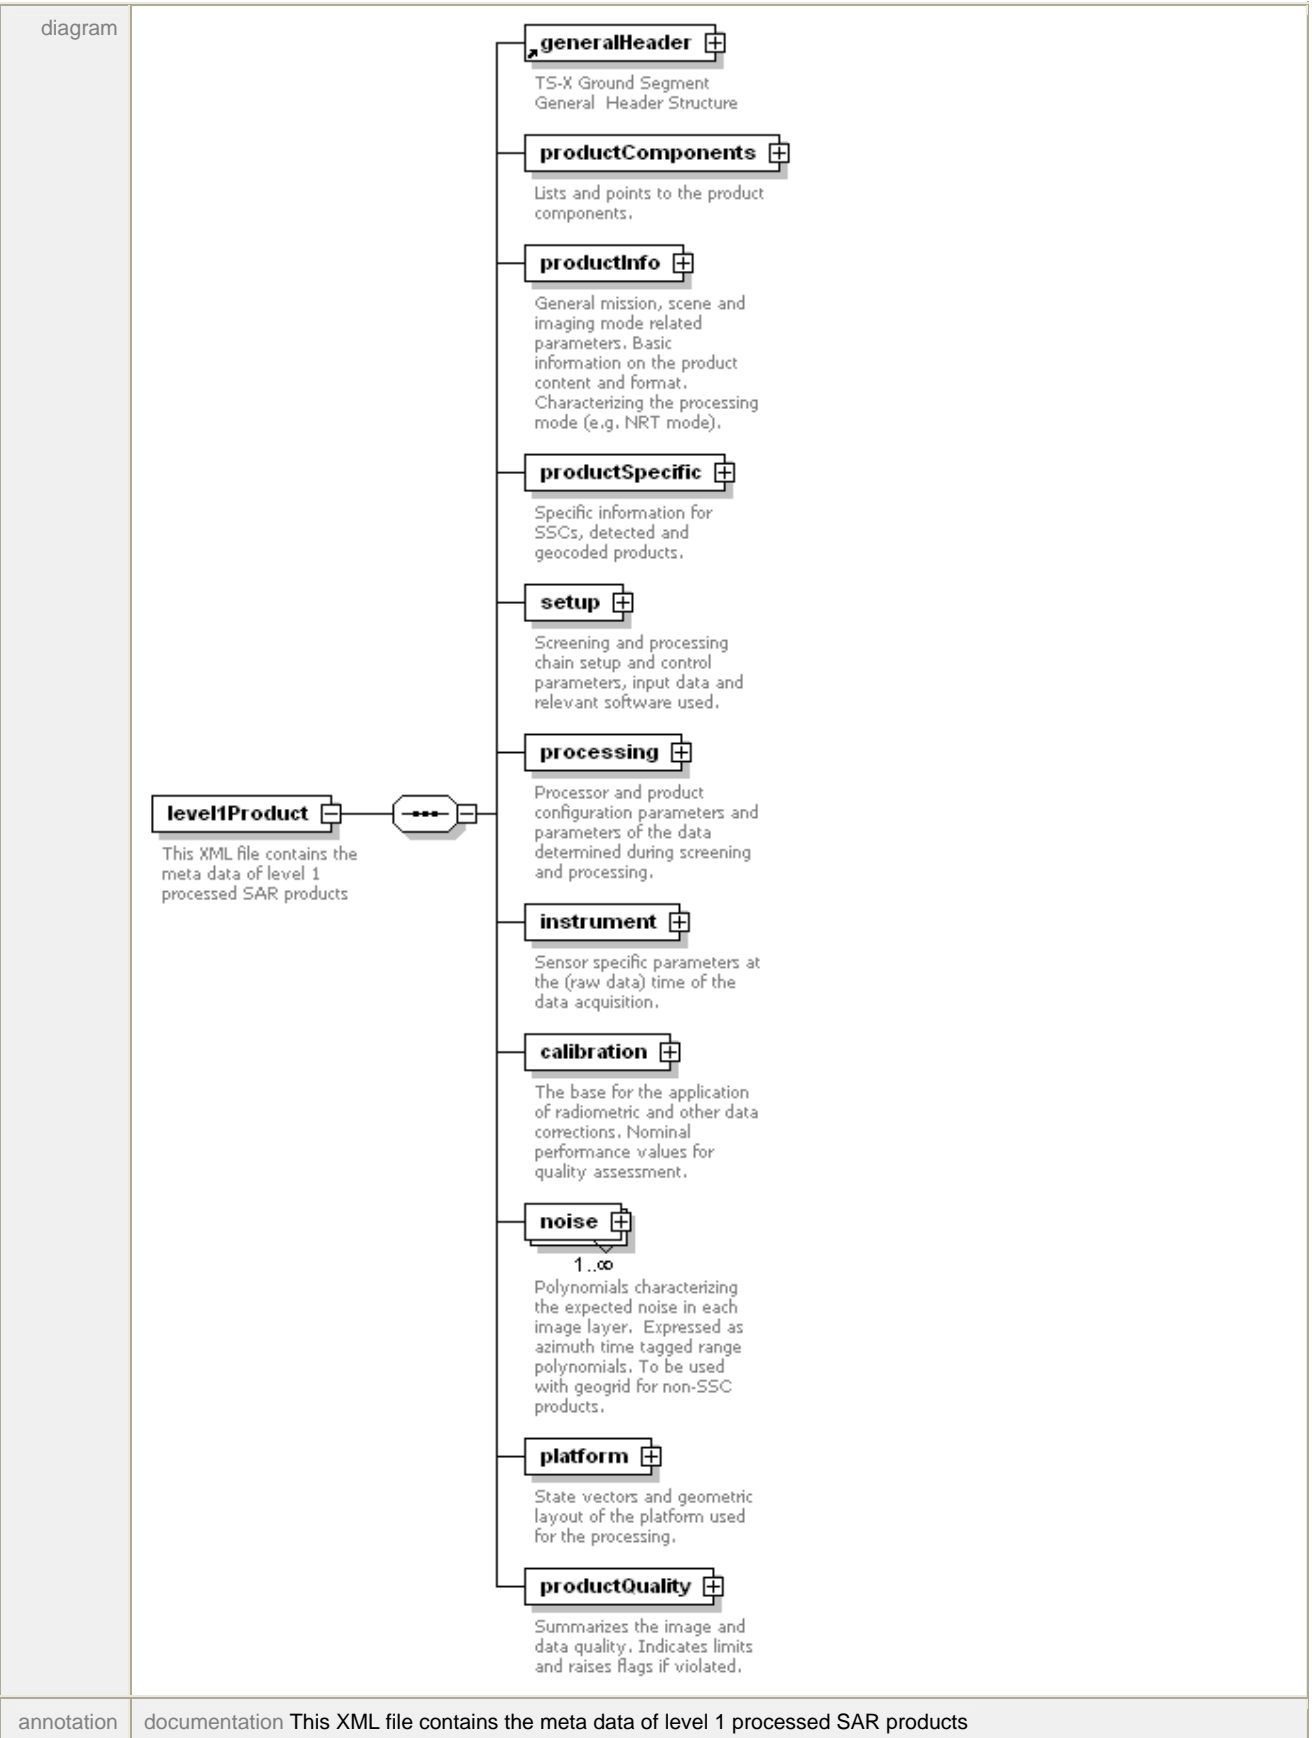 diagram
generalHeader
TS-X Ground Segment
General Header Structure
productComponents
Lists and points to the product
components.
productInfo
General mission, scene and
imaging mode related
parameters. Basic
information on the product
content and format.
Characterizing the processing
mode (e.g. NRT mode).
productSpecific
Specific information for
SSCs, detected and
geocoded products.
setup
Screening and processing
chain setup and control
parameters, input data and
relevant software used.
processing
Processor and product
configuration parameters and
parameters of the data
determined during screening
and processing.
level1Product
This XML file contains the
meta data of level 1
processed SAR products
instrument
Sensor specific parameters at
the (raw data) time of the
data acquisition.
calibration
The base for the application
of radiometric and other data
corrections. Nominal
performance values for
quality assessment.
noise
1..∞
Polynomials characterizing
the expected noise in each
image layer. Expressed as
azimuth time tagged range
polynomials. To be used
with geogrid for non-SSC
products.
platform
State vectors and geometric
layout of the platform used
for the processing.
productQuality
Summarizes the image and
data quality. Indicates limits
and raises flags if violated.
annotation
documentation This XML file contains the meta data of level 1 processed SAR products